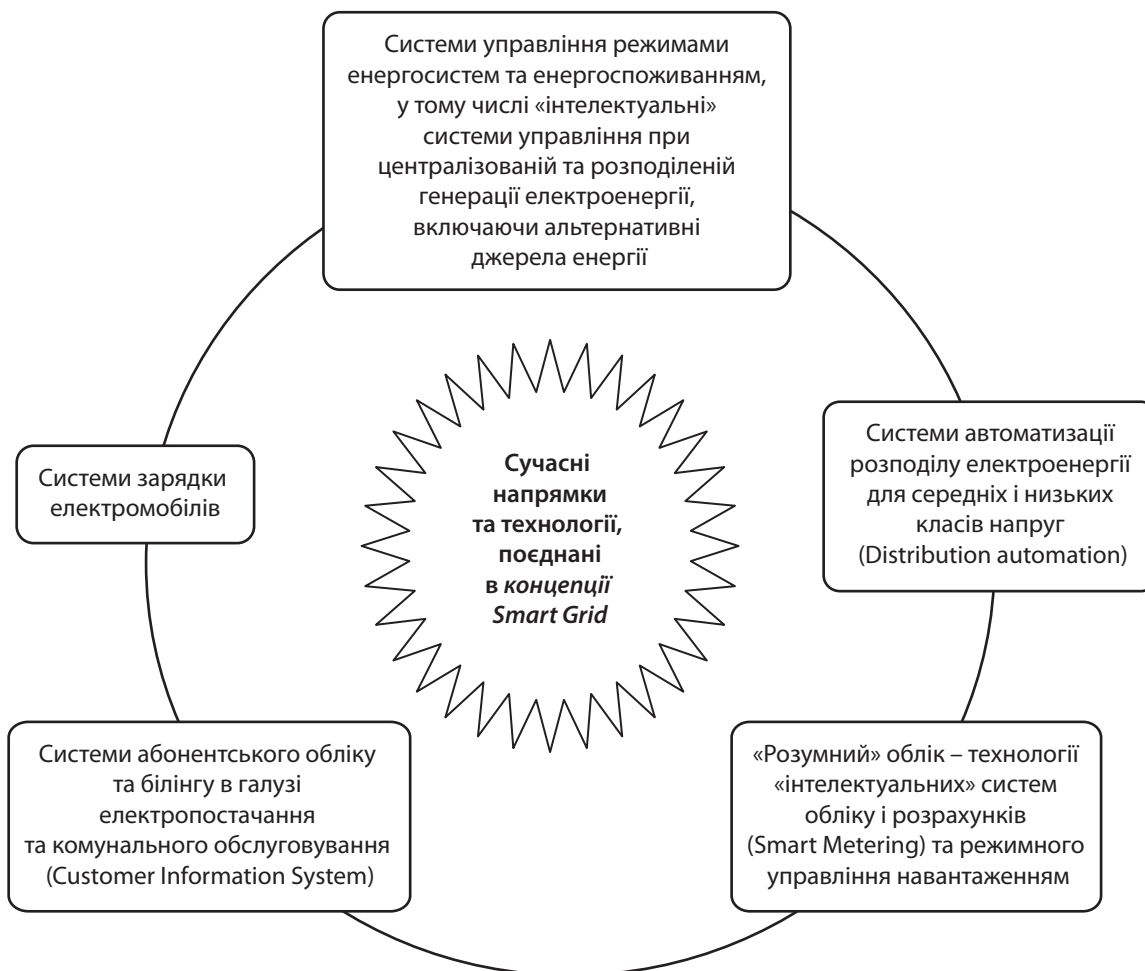 Системи управління режимами
енергосистем та енергоспоживанням,
у тому числі «інтелектуальні»
системи управління при
централізованій та розподіленій
генерації електроенергії,
включаючи альтернативні
джерела енергії
Системи автоматизації
розподілу електроенергії
для середніх і низьких
класів напруг
(Distribution automation)
Системи зарядки
електромобілів
Сучасні
напрямки
та технології,
поєднані
в концепції
Smart Grid
Системи абонентського обліку
та білінгу в галузі
електропостачання
та комунального обслуговування
(Customer Information System)
«Розумний» облік – технології
«інтелектуальних» систем
обліку і розрахунків
(Smart Metering) та режимного
управління навантаженням